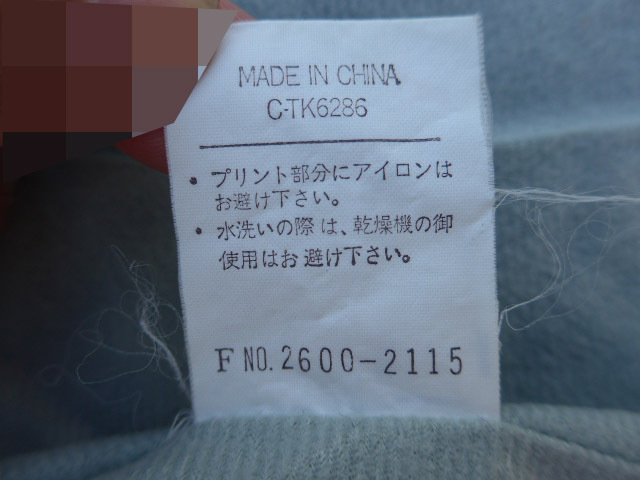 MADE IN CHINA
C-TK6286
・プリント部分にアイロンは
お避け下さい。
・水洗いの際は、乾燥機の御
使用はお避け下さい。
F NO. 2600-2115